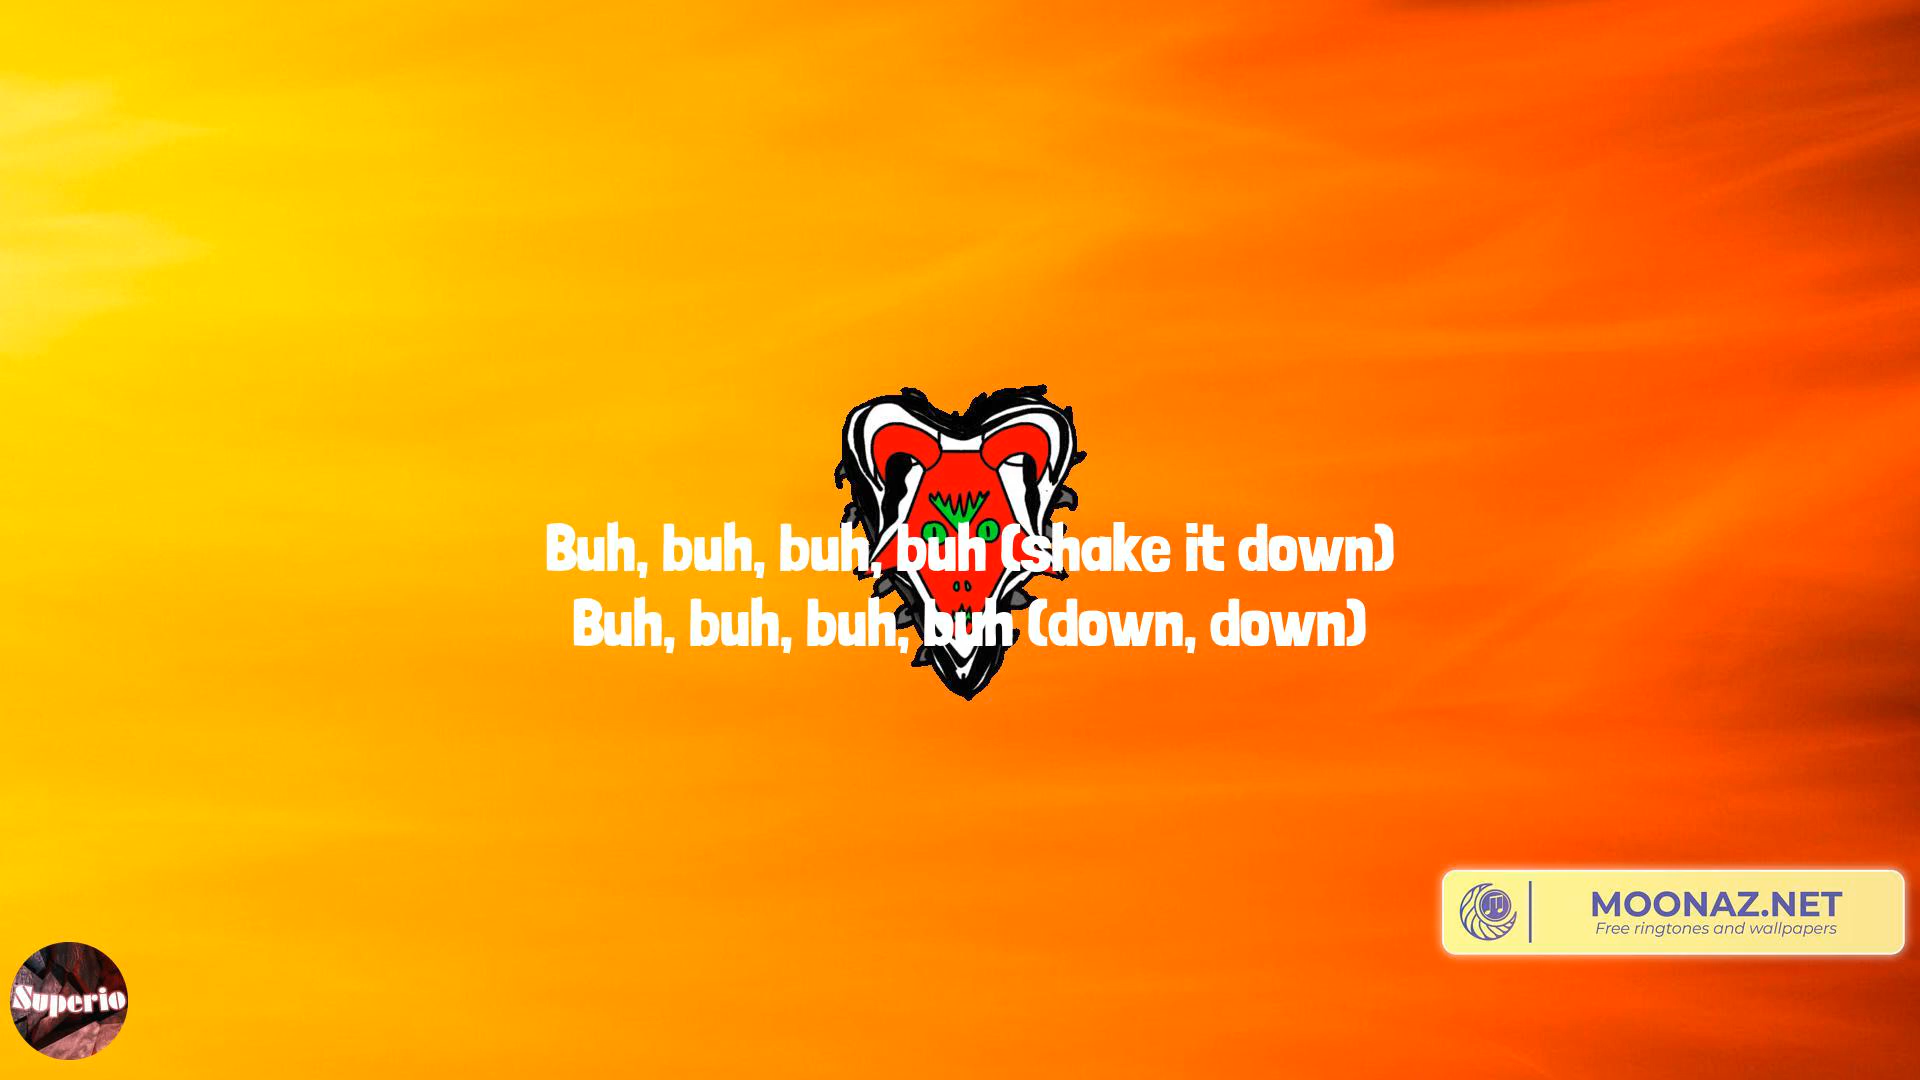 Buh, buh, buh, buh (shake it down)
Buh, buh, buh, buh (down, down)
MOONAZ.NET
Free ringtones and wallpapers
Superio